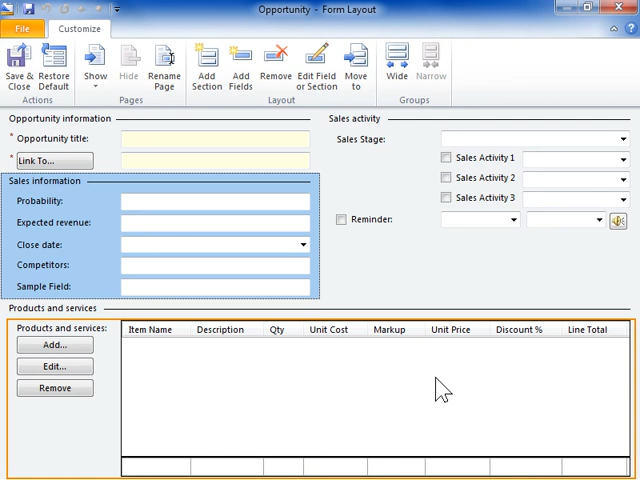 Opportunity - Form Layout
File
Customize
Save & Close
Restore Default
Show
Hide
Rename Page
Add Section
Add Fields
Remove
Edit Field or Section
Move to
Wide
Narrow
Actions
Pages
Layout
Groups
Opportunity information
* Opportunity title:
* Link To...
Sales information
Probability:
Expected revenue:
Close date:
Competitors:
Sample Field:
Sales activity
Sales Stage:
Sales Activity 1
Sales Activity 2
Sales Activity 3
Reminder:
Products and services
Products and services:
Add...
Edit...
Remove
Item Name Description Qty Unit Cost Markup Unit Price Discount % Line Total